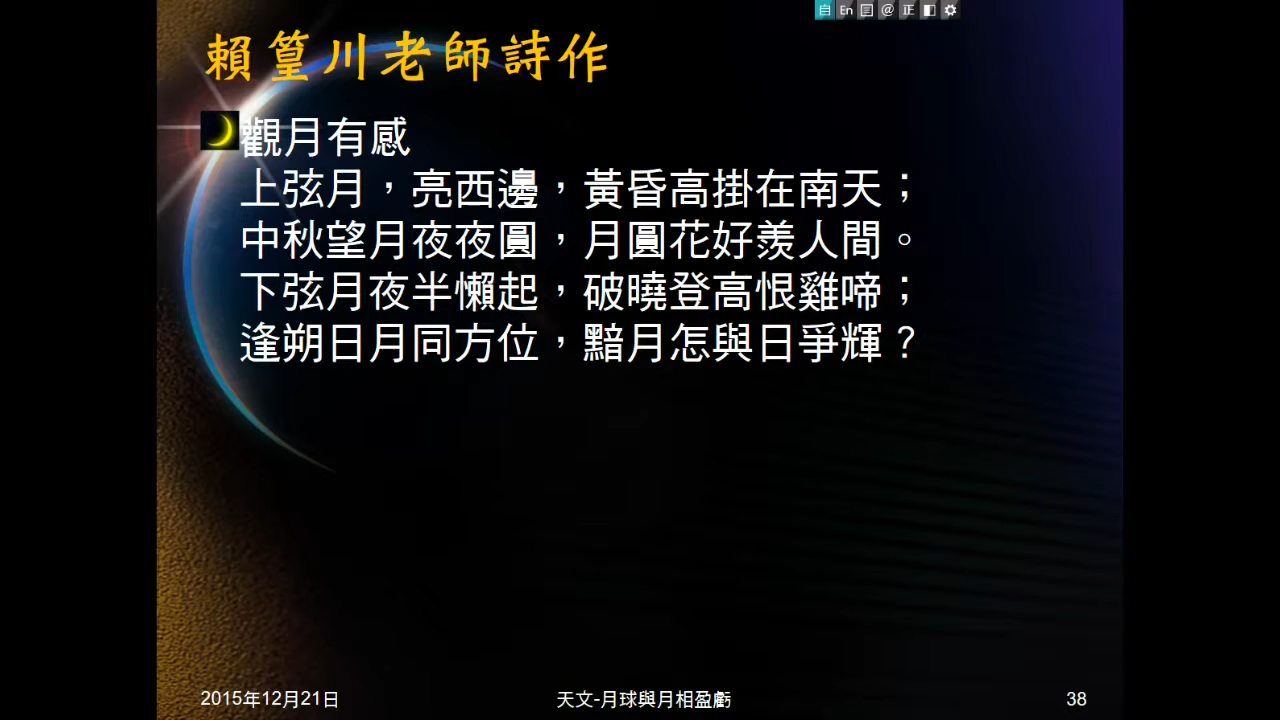 自 En @ 正
賴篁川老師詩作
觀月有感
上弦月，亮西邊，黃昏高掛在南天；
中秋望月夜夜圓，月圓花好羨人間。
下弦月夜半懶起，破曉登高恨雞啼；
逢朔日月同方位，黯月怎與日爭輝？
2015年12月21日
天文-月球與月相盈虧
38